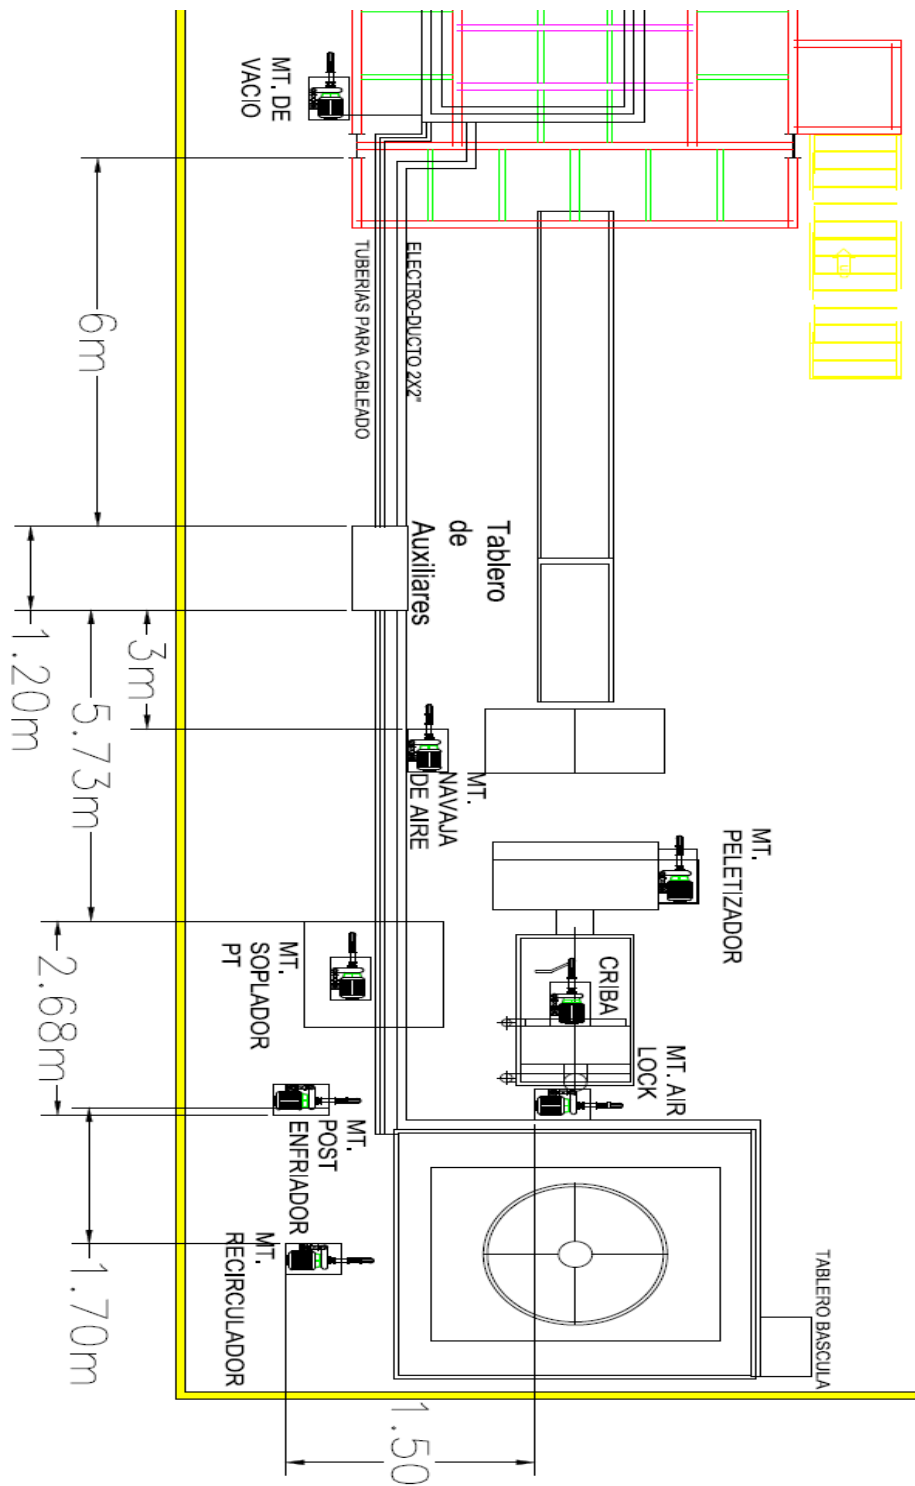 MT. DE
VACIO
6m
TUBERIAS PARA CABLEADO
ELECTRO-DUCTO 2X2"
Tablero
de
Auxiliares
1.20m
3m
5.73m
MT.
NAVAJA
DE AIRE
MT.
PELETIZADOR
CRIBA
MT.
SOPLADOR
PT
2.68m
MT. AIR
LOCK
MT.
POST
ENFRIADOR
MT.
RECIRCULADOR
1.70m
TABLERO BASCULA
1.50